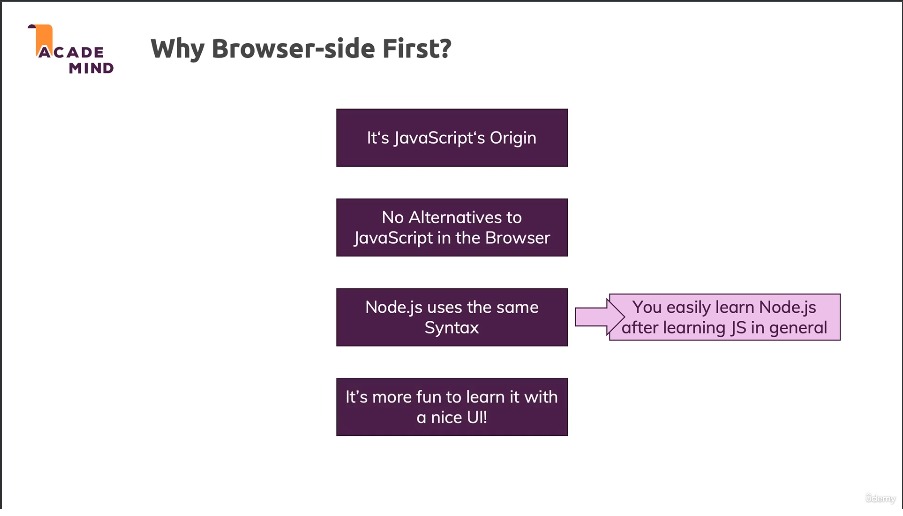 ACADE
MIND
Why Browser-side First?
It‘s JavaScript‘s Origin
No Alternatives to
JavaScript in the Browser
Node.js uses the same
Syntax
You easily learn Node.js
after learning JS in general
It’s more fun to learn it with
a nice UI!
ûdemy